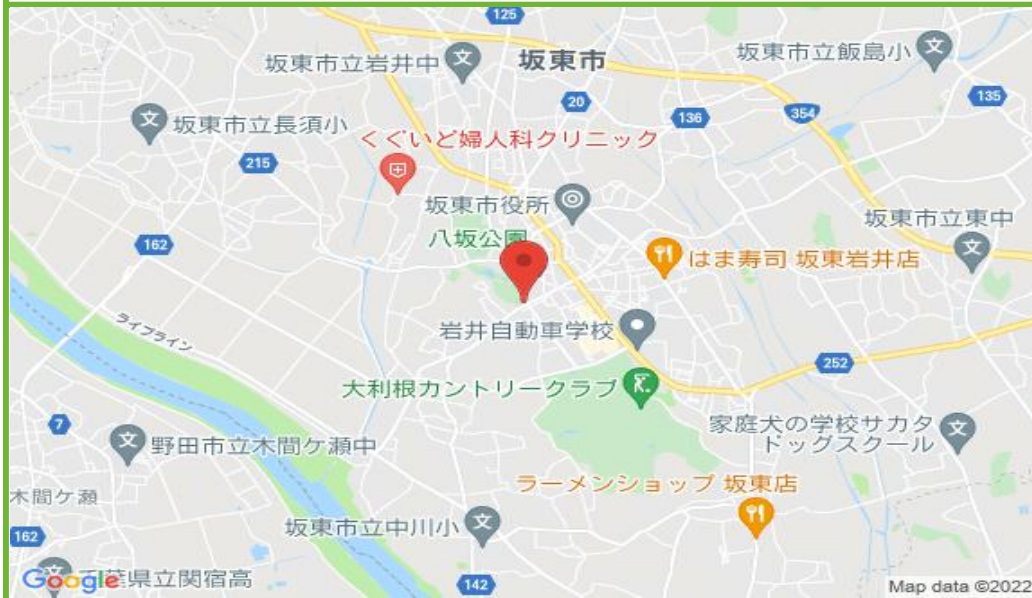 125
坂東市立岩井中
坂東市
坂東市立飯島小
20
135
136
354
坂東市立長須小
くぐいど婦人科クリニック
215
坂東市役所
坂東市立東中
八坂公園
162
はま寿司 坂東岩井店
ライブライン
岩井自動車学校
252
大利根カントリークラブ
7
野田市立木間ケ瀬中
家庭犬の学校サカタ
ドッグスクール
木間ケ瀬
ラーメンショップ 坂東店
坂東市立中川小
162
Google
葉県立関宿高
142
Map data ©2022